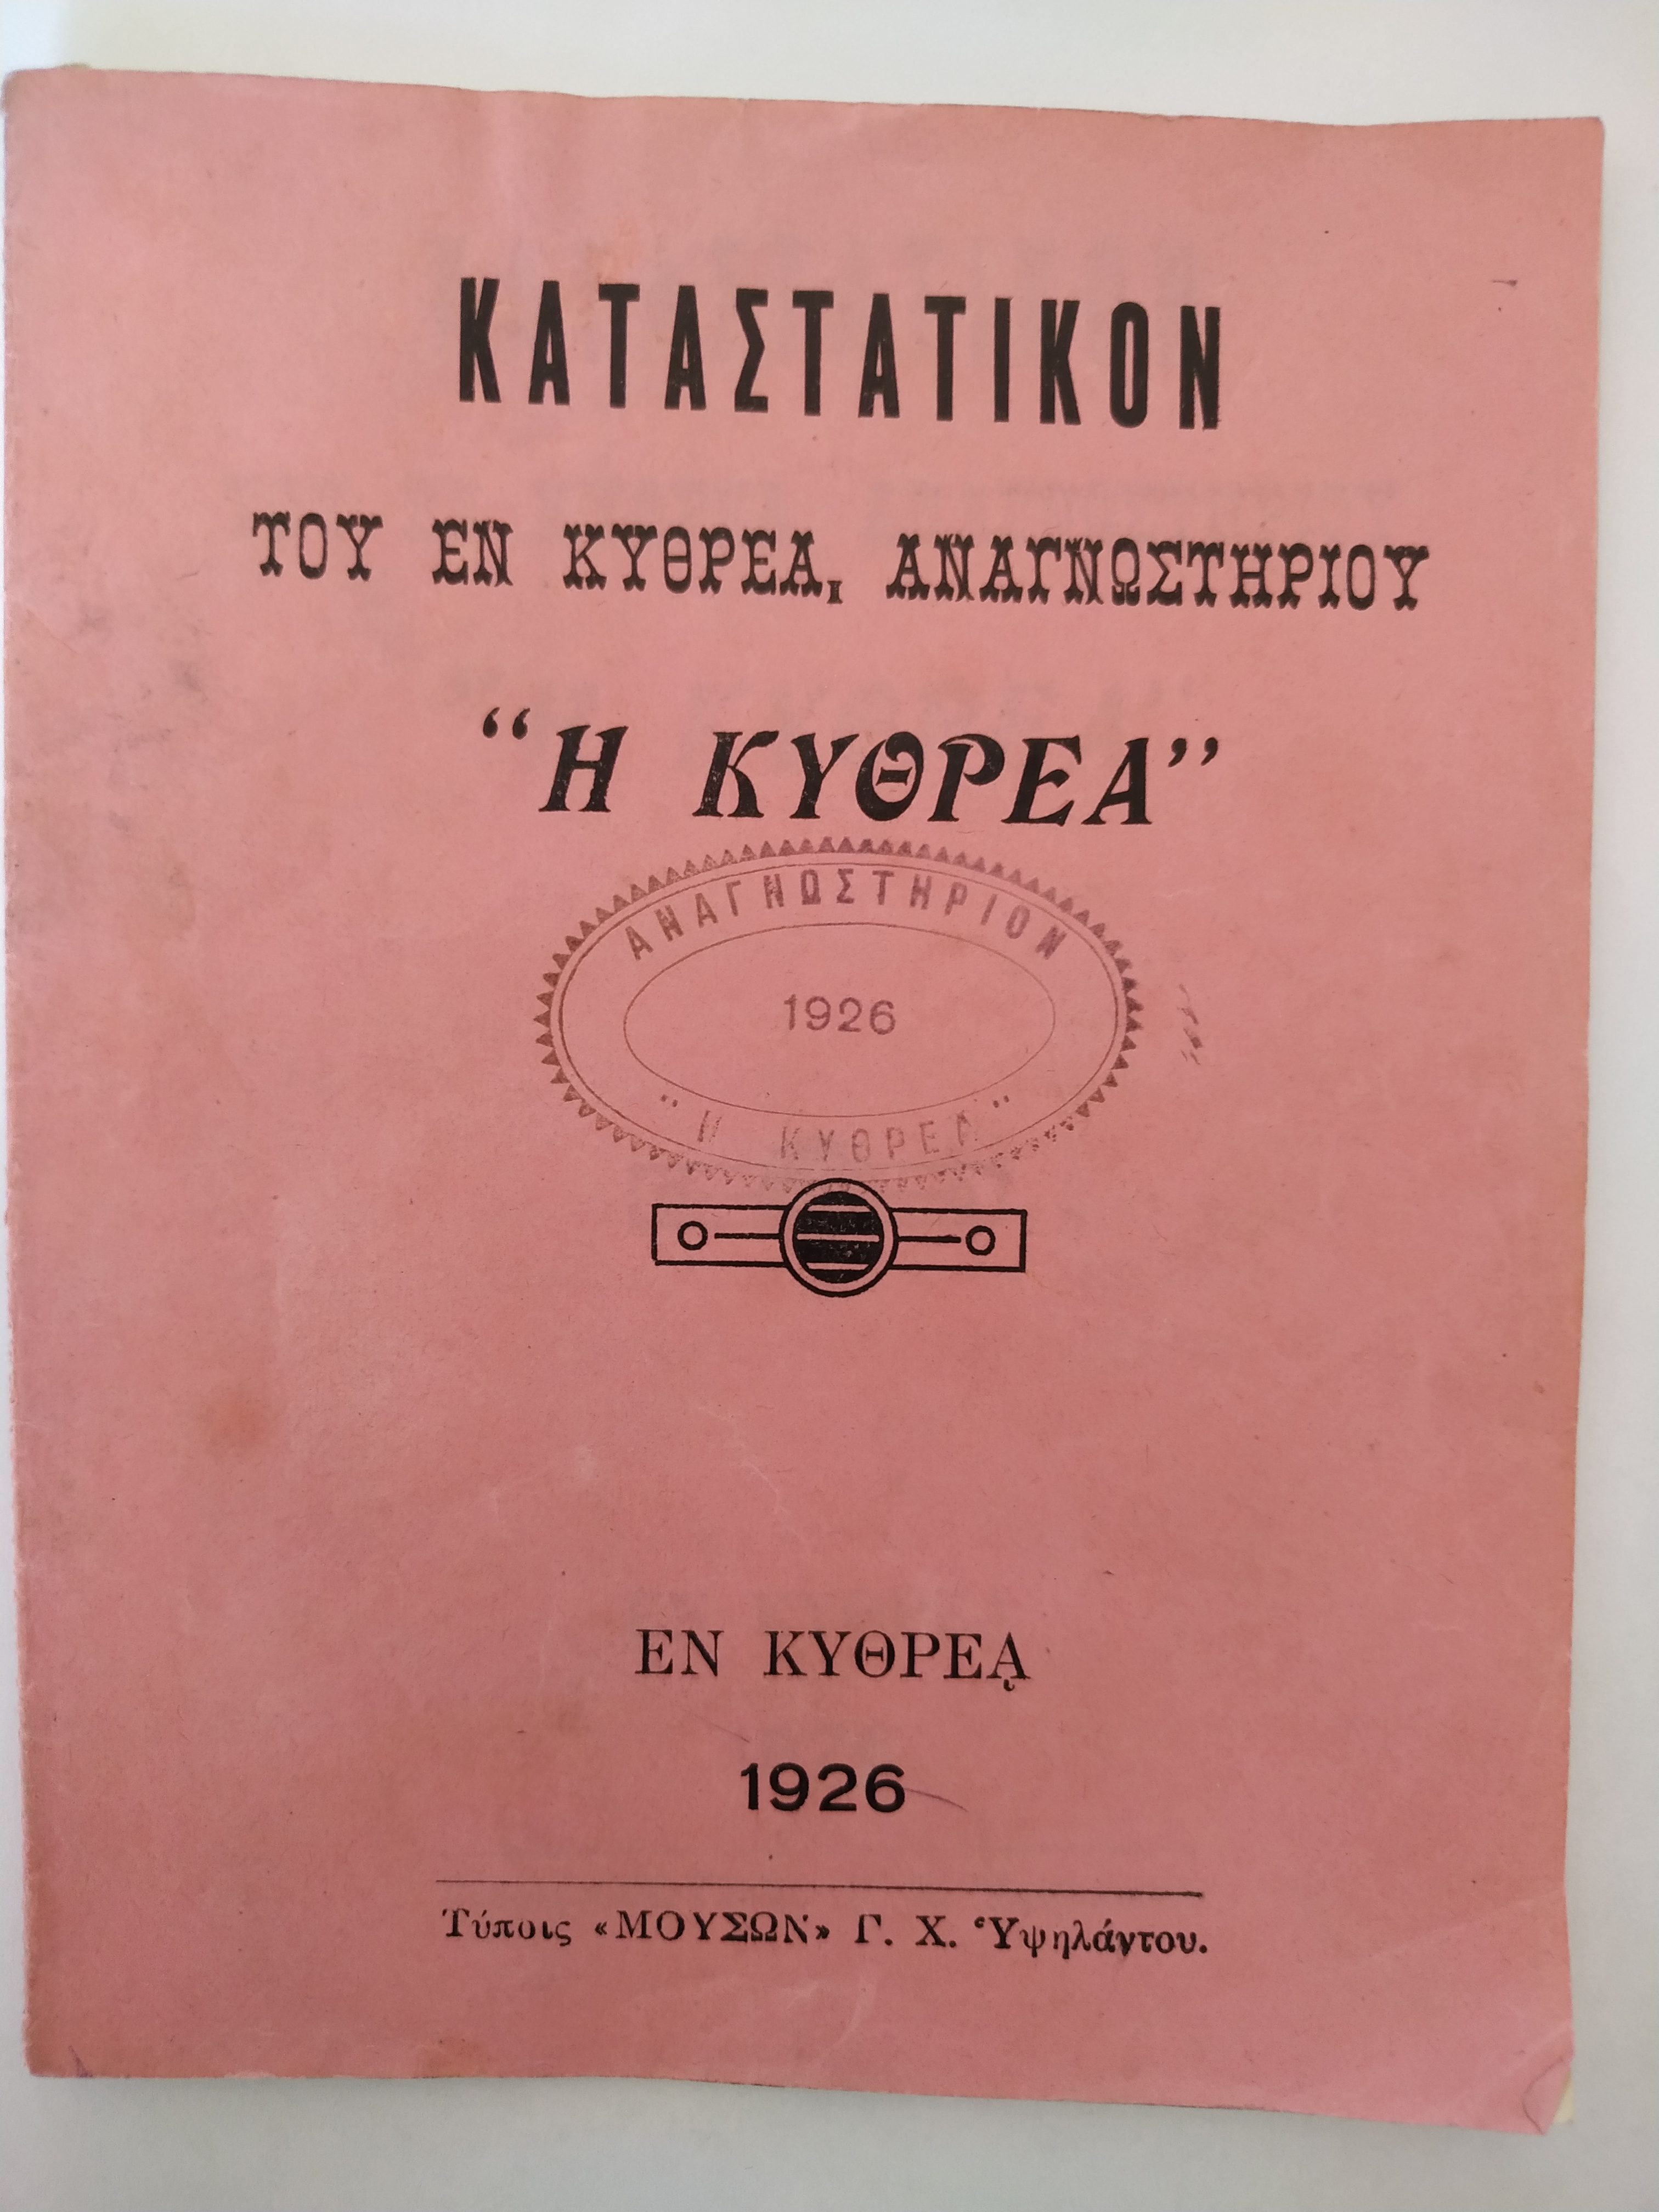 ΚΑΤΑΣΤΑΤΙΚΟΝ
ΤΟΥ ΕΝ ΚΥΘΡΕΑͺ ΑΝΑΓΝΩΣΤΗΡΙΟΥ
“Η ΚΥΘΡΕΑ”
ΑΝΑΓΝΩΣΤΗΡΙΟΝ
1926
"Η ΚΥΘΡΕΑ"
ΕΝ ΚΥΘΡΕᾼ
1926
Τύποις «ΜΟΥΣΩΝ» Γ. Χ. Ὑψηλάντου.